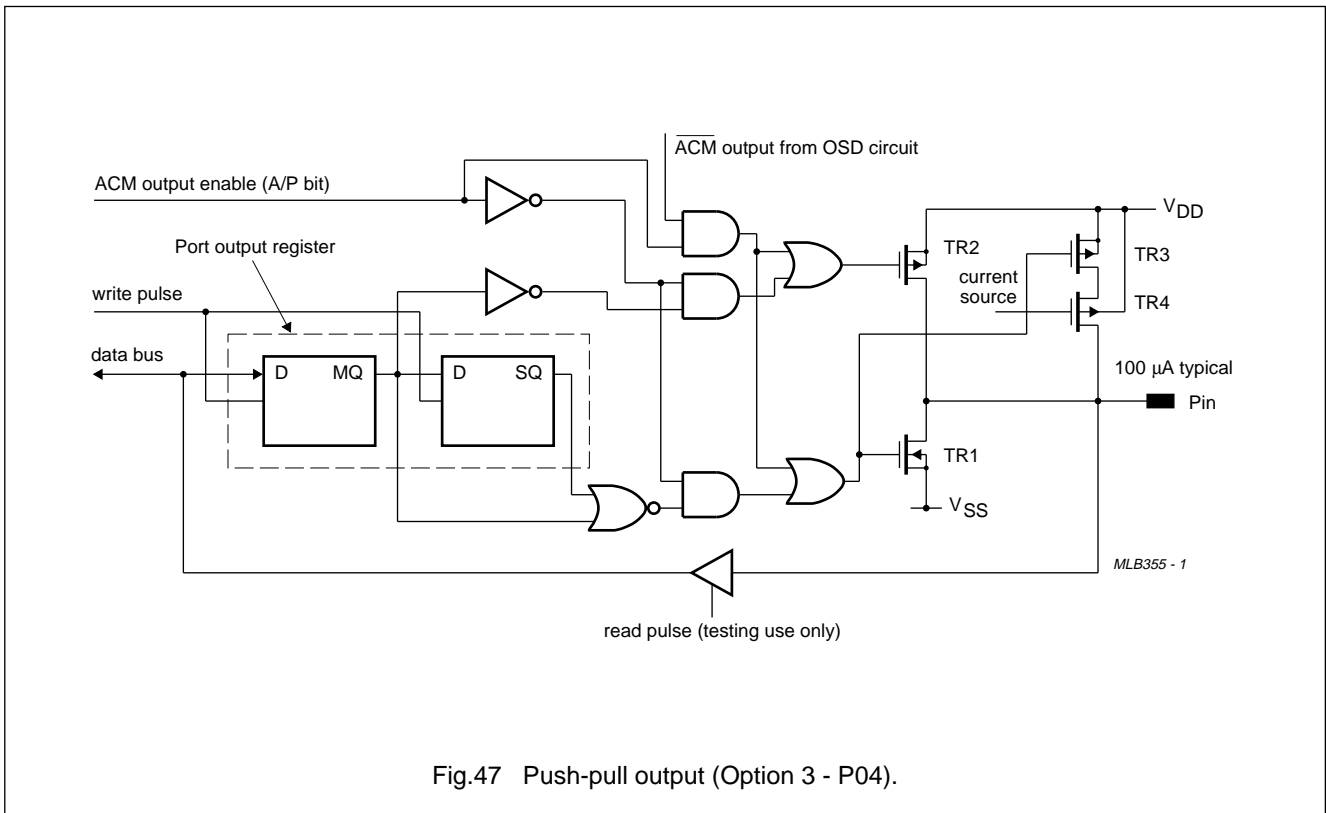 ACM output from OSD circuit
ACM output enable (A/P bit)
Port output register
write pulse
data bus
D MQ
D SQ
TR2
VDD
TR3
current
source
TR4
100 µA typical
Pin
TR1
VSS
MLB355 - 1
read pulse (testing use only)
Fig.47 Push-pull output (Option 3 - P04).